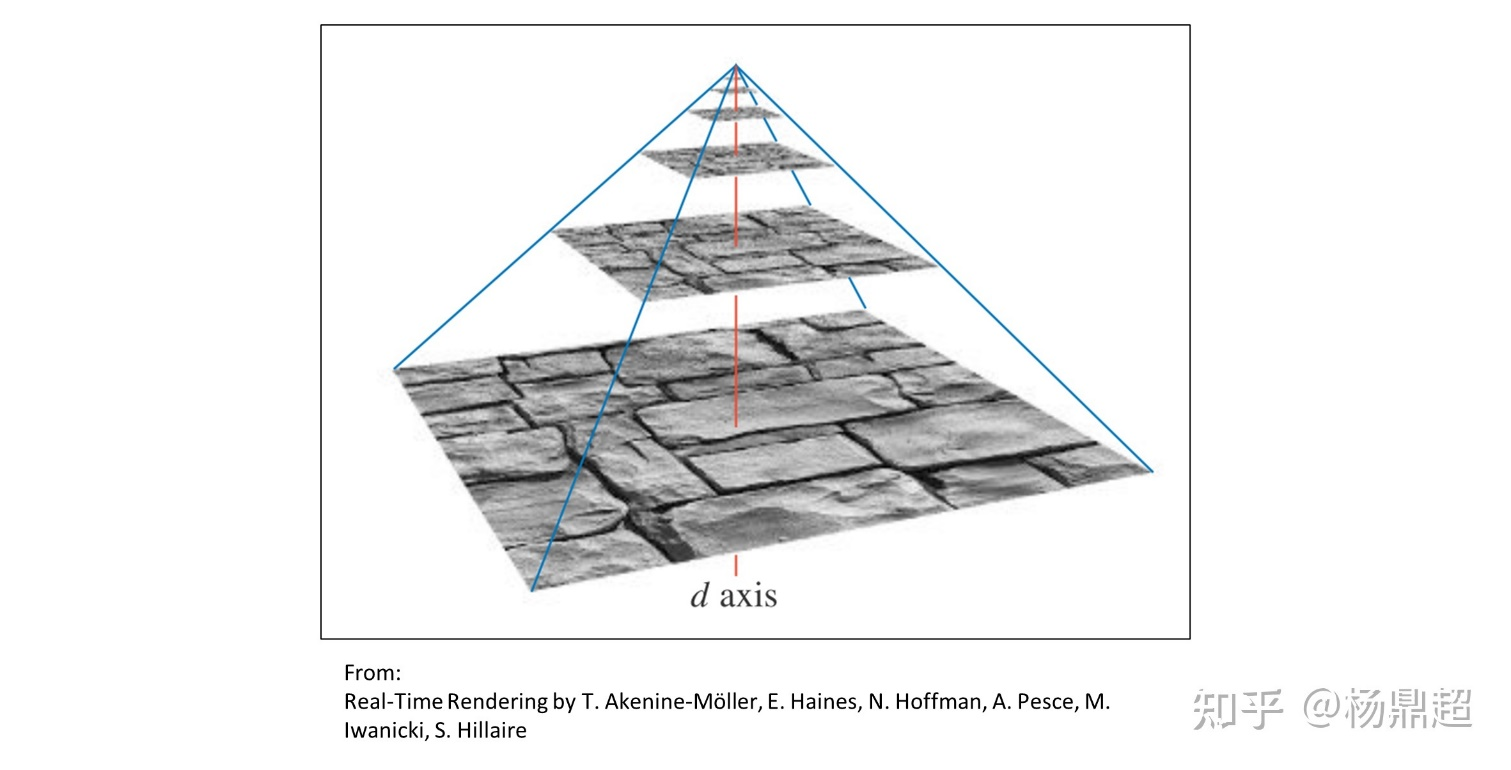 d axis
From:
Real-Time Rendering by T. Akenine-Möller, E. Haines, N. Hoffman, A. Pesce, M.
Iwanicki, S. Hillaire
知乎 @杨鼎超